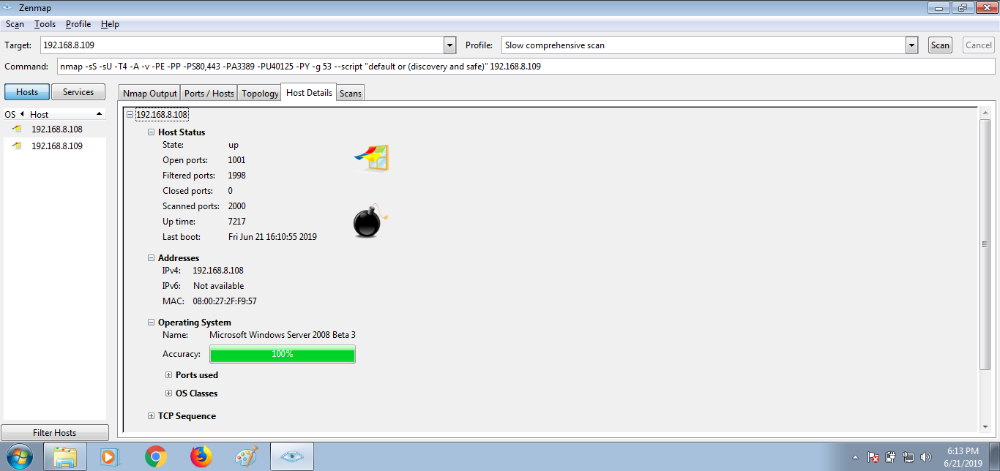 Zenmap
Scan Tools Profile Help
Target: 192.168.8.109 Profile: Slow comprehensive scan Scan Cancel
Command: nmap -sS -sU -T4 -A -v -PE -PP -PS80,443 -PA3389 -PU40125 -PY -g 53 --script "default or (discovery and safe)" 192.168.8.109
Hosts Services
Nmap Output Ports / Hosts Topology Host Details Scans
OS Host
192.168.8.108
192.168.8.109
192.168.8.108
Host Status
State: up
Open ports: 1001
Filtered ports: 1998
Closed ports: 0
Scanned ports: 2000
Up time: 7217
Last boot: Fri Jun 21 16:10:55 2019
Addresses
IPv4: 192.168.8.108
IPv6: Not available
MAC: 08:00:27:2F:F9:57
Operating System
Name: Microsoft Windows Server 2008 Beta 3
Accuracy: 100%
Ports used
OS Classes
TCP Sequence
Filter Hosts
6:13 PM
6/21/2019